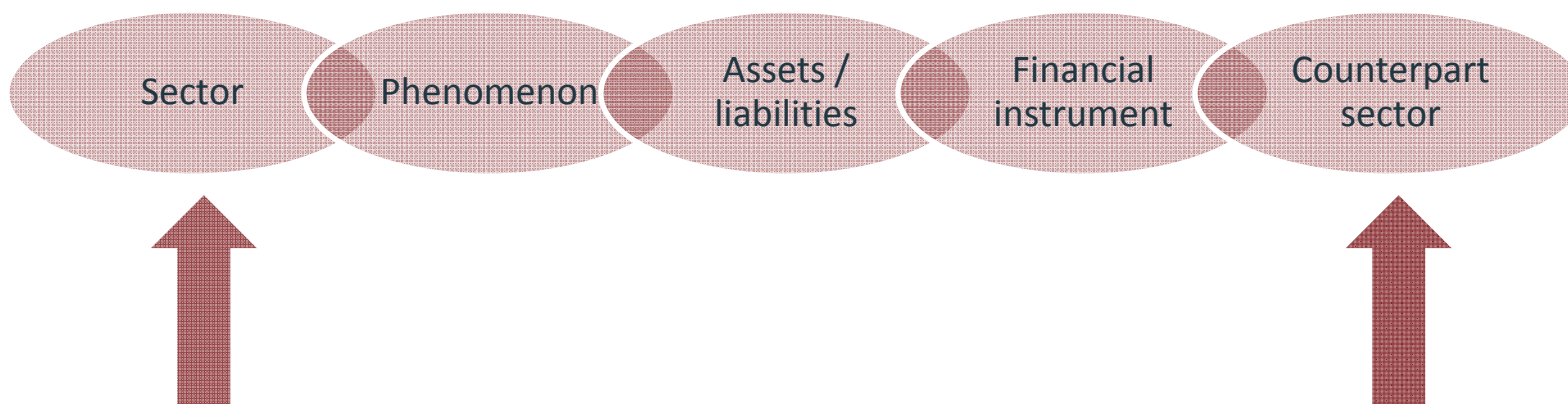 Sector
Phenomenon
Assets /
liabilities
Financial
instrument
Counterpart
sector